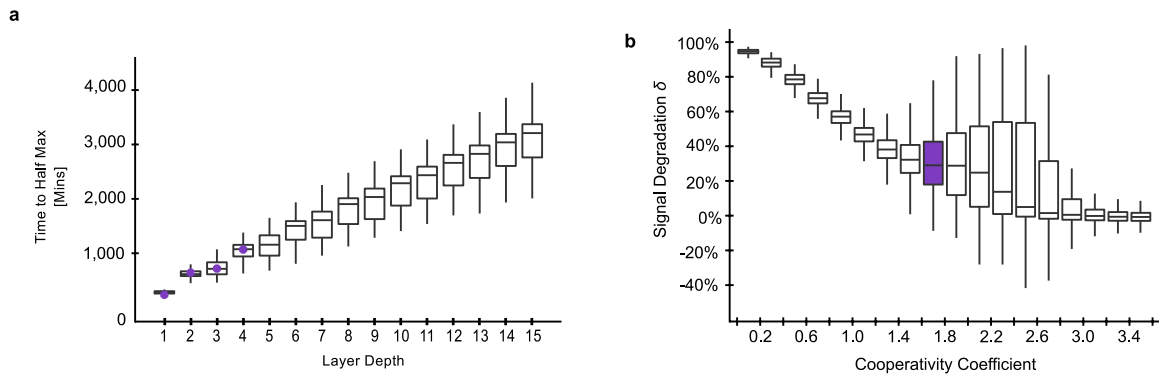 a
4,000
3,000
2,000
1,000
0
Time to Half Max
[Mins]
1 2 3 4 5 6 7 8 9 10 11 12 13 14 15
Layer Depth
b
100%
80%
60%
40%
20%
0%
-20%
-40%
Signal Degradation δ
0.2 0.6 1.0 1.4 1.8 2.2 2.6 3.0 3.4
Cooperativity Coefficient